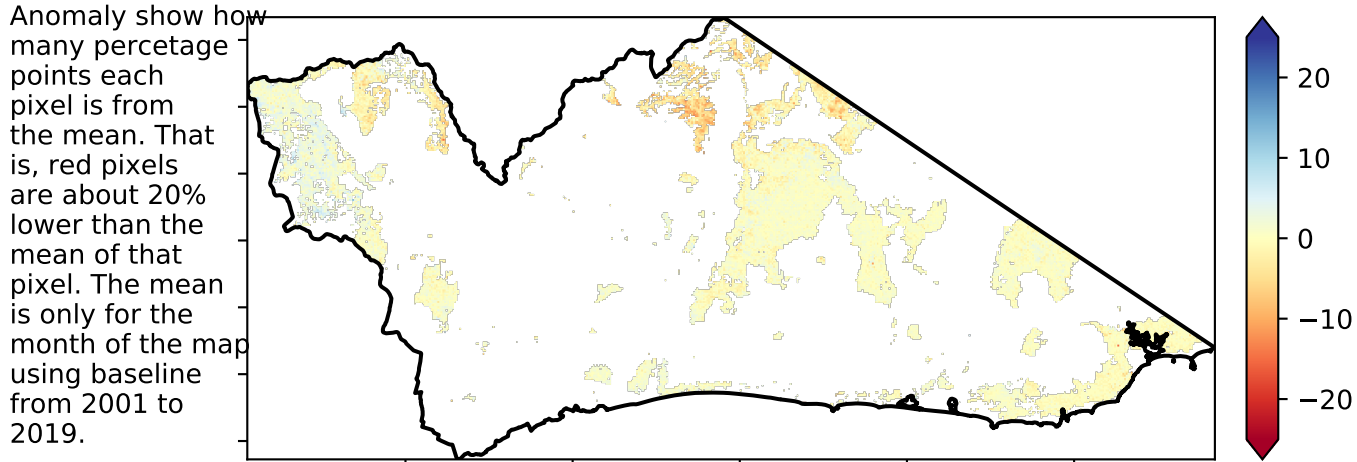 Anomaly show how
many percetage
points each
pixel is from
the mean. That
is, red pixels
are about 20%
lower than the
mean of that
pixel. The mean
is only for the
month of the map
using baseline
from 2001 to
2019.
20
10
0
−10
−20